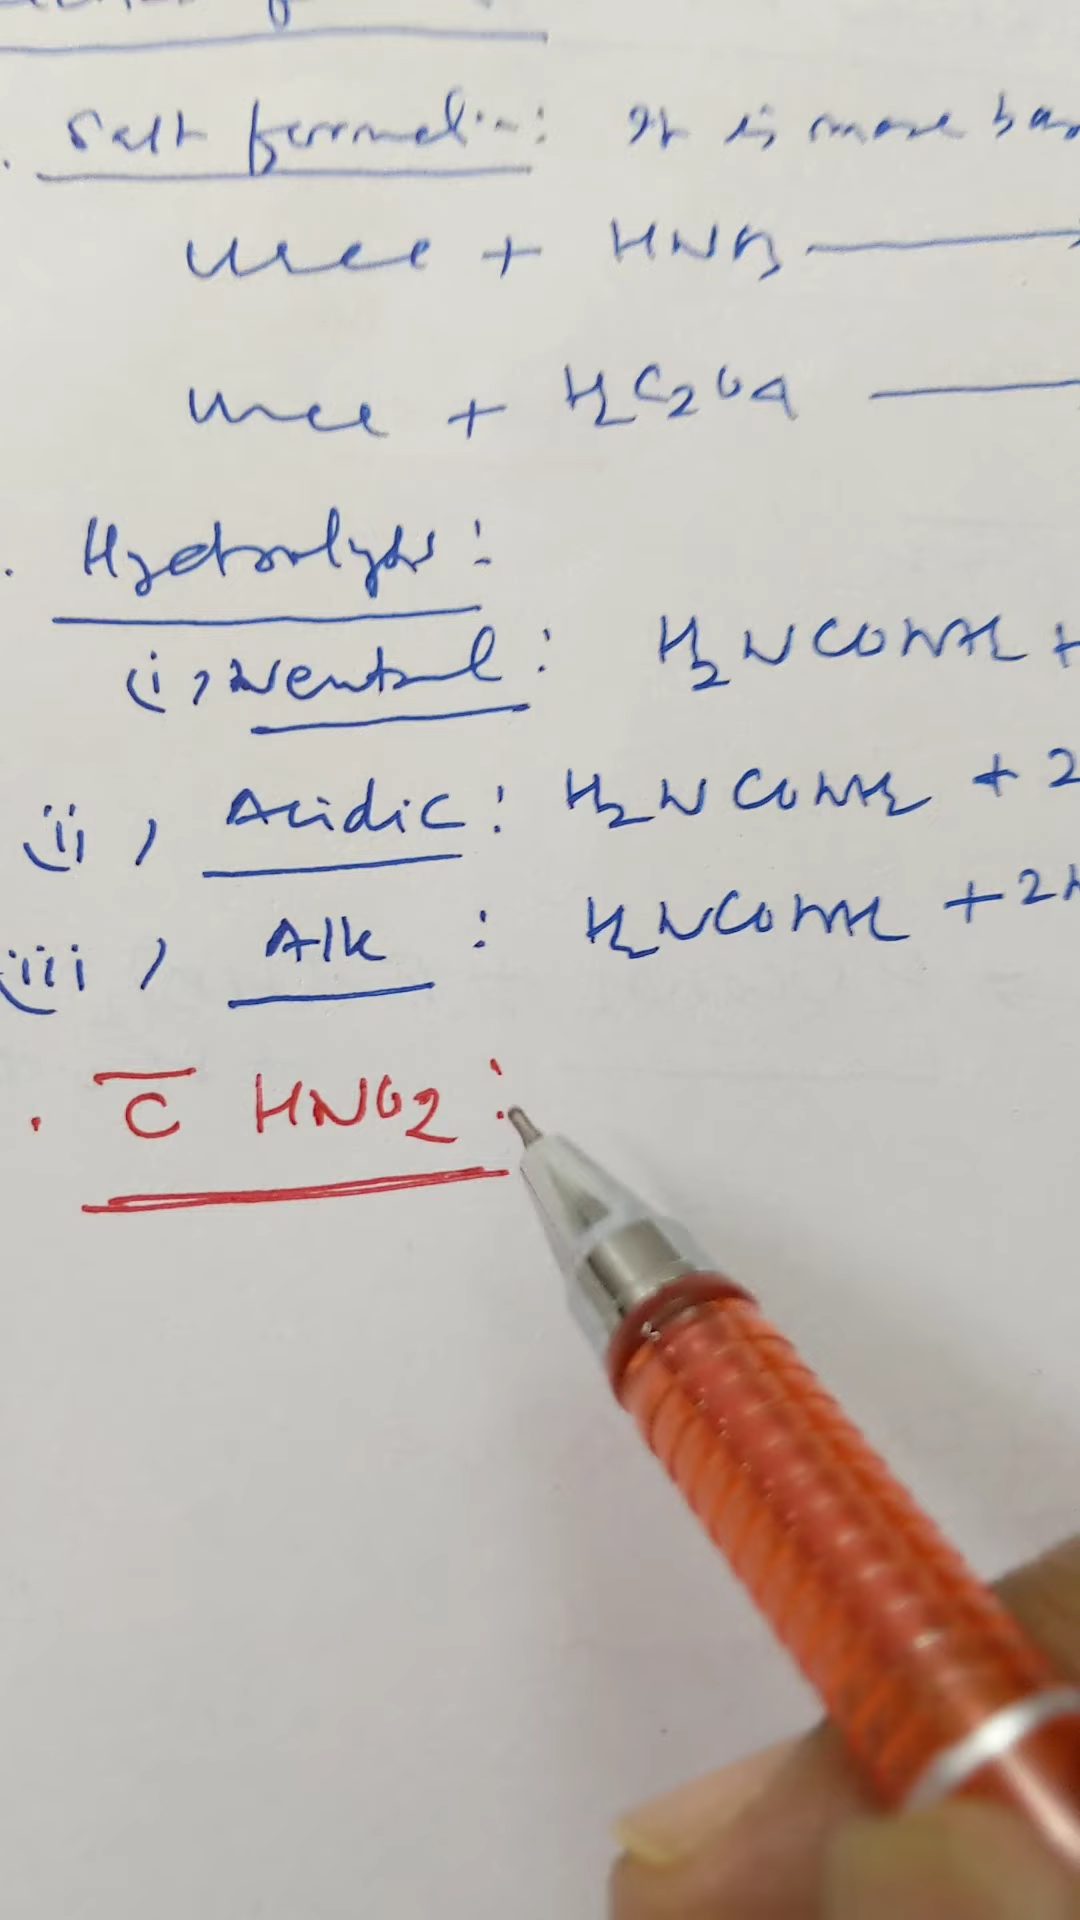 . Salt formation: It is more bas
Urea + HNO3
Urea + H2C2O4
. Hydrolysis:
(i, Neutral: H2NCONH2 +
(ii, Acidic: H2NCONH2 + 2
(iii, Alk : H2NCONH2 + 2H
. C̅ HNO2: